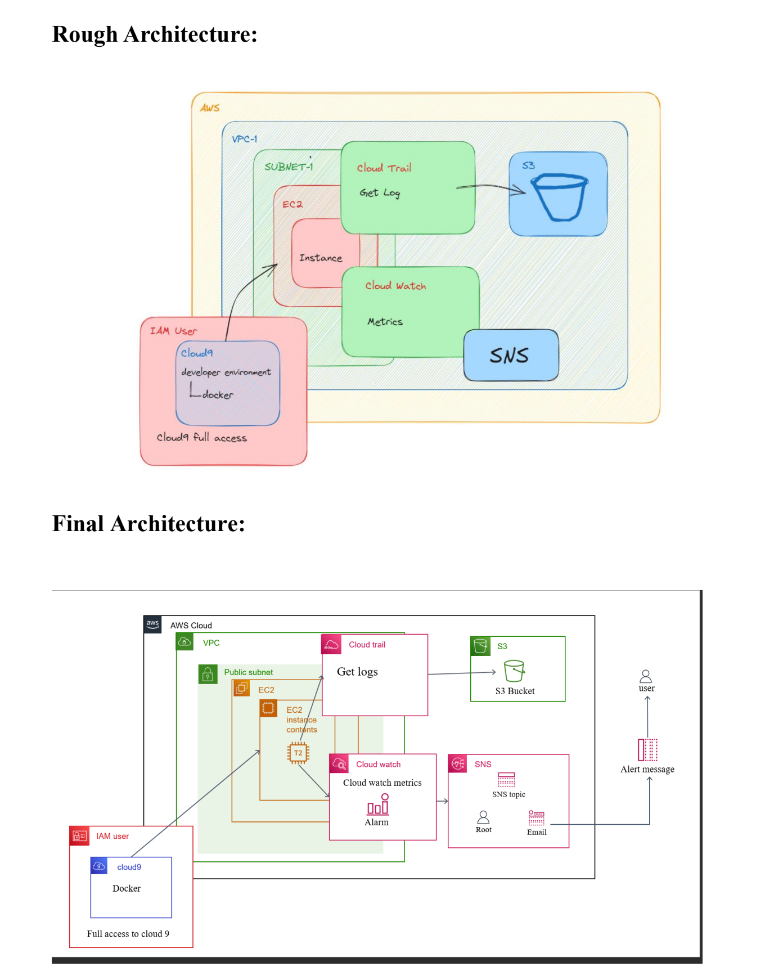 Rough Architecture:
AWS
VPC-1
SUBNET-1
Cloud Trail
Get Log
S3
EC2
Instance
Cloud Watch
Metrics
SNS
IAM User
Cloud9
developer environment
docker
Cloud9 full access
Final Architecture:
aws
AWS Cloud
VPC
Cloud trail
Get logs
S3
S3 Bucket
Public subnet
EC2
EC2
instance
contents
T2
user
Alert message
Cloud watch
Cloud watch metrics
Alarm
SNS
SNS topic
Root
Email
IAM user
cloud9
Docker
Full access to cloud 9